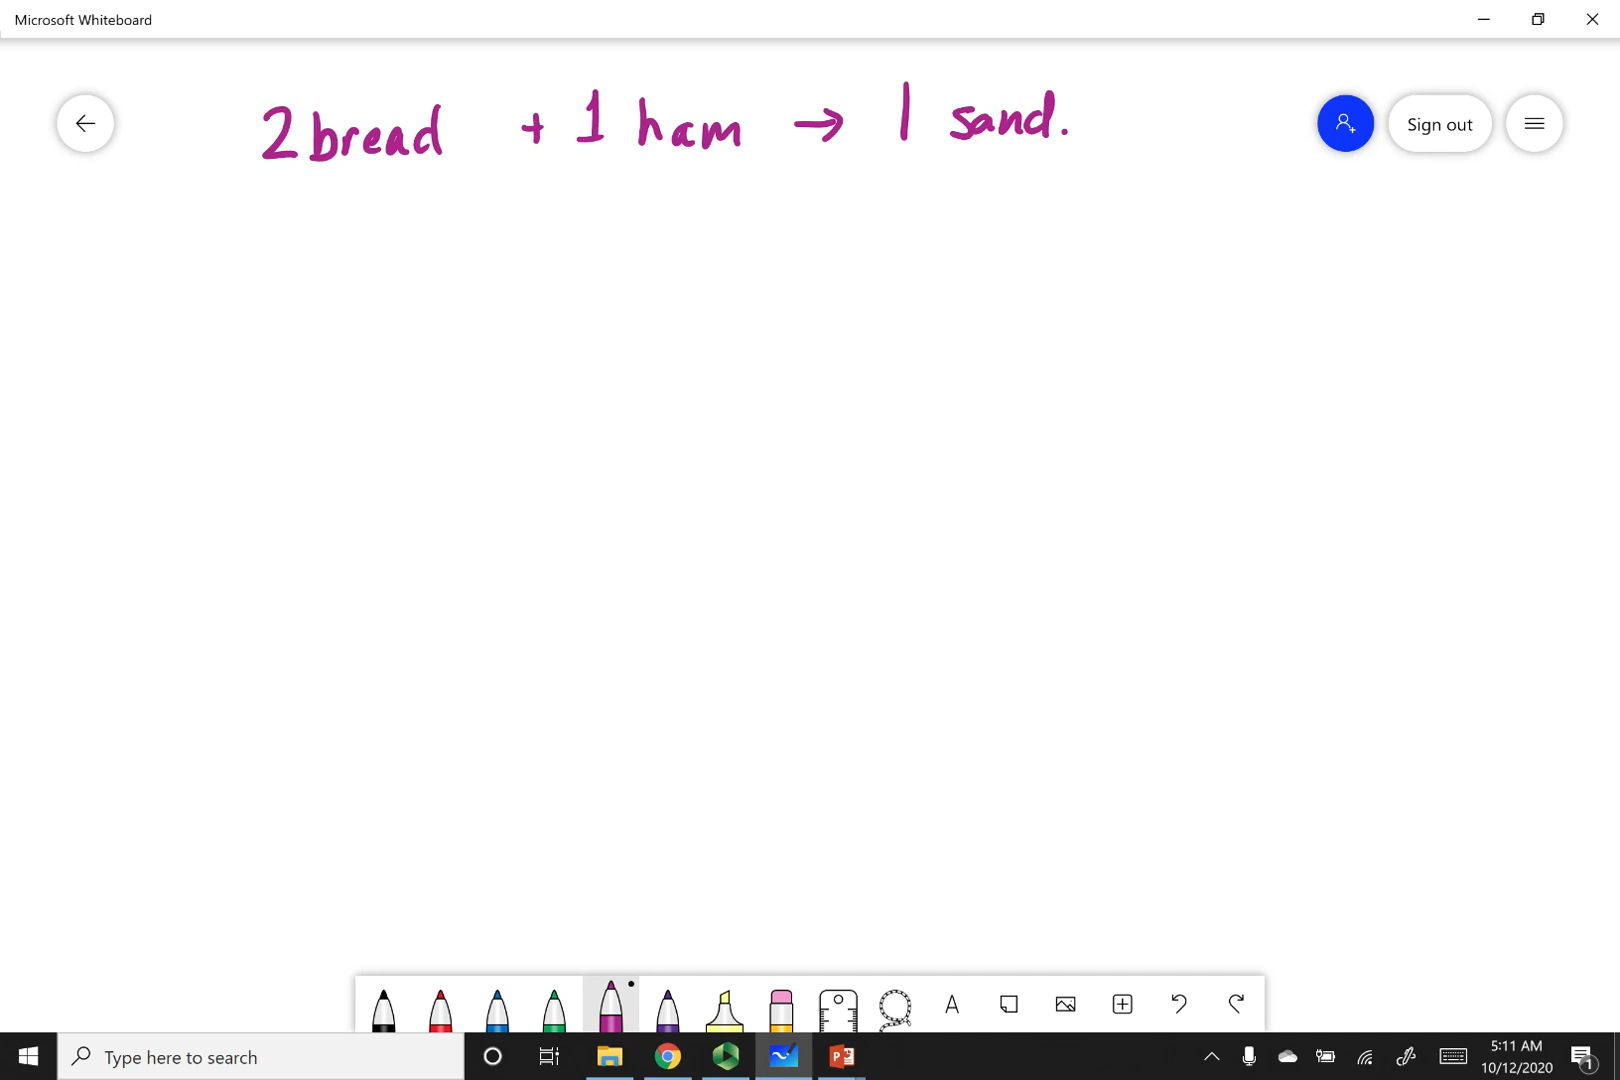 Microsoft Whiteboard
2 bread + 1 ham → 1 sand.
Sign out
A
Type here to search
5:11 AM
10/12/2020
1